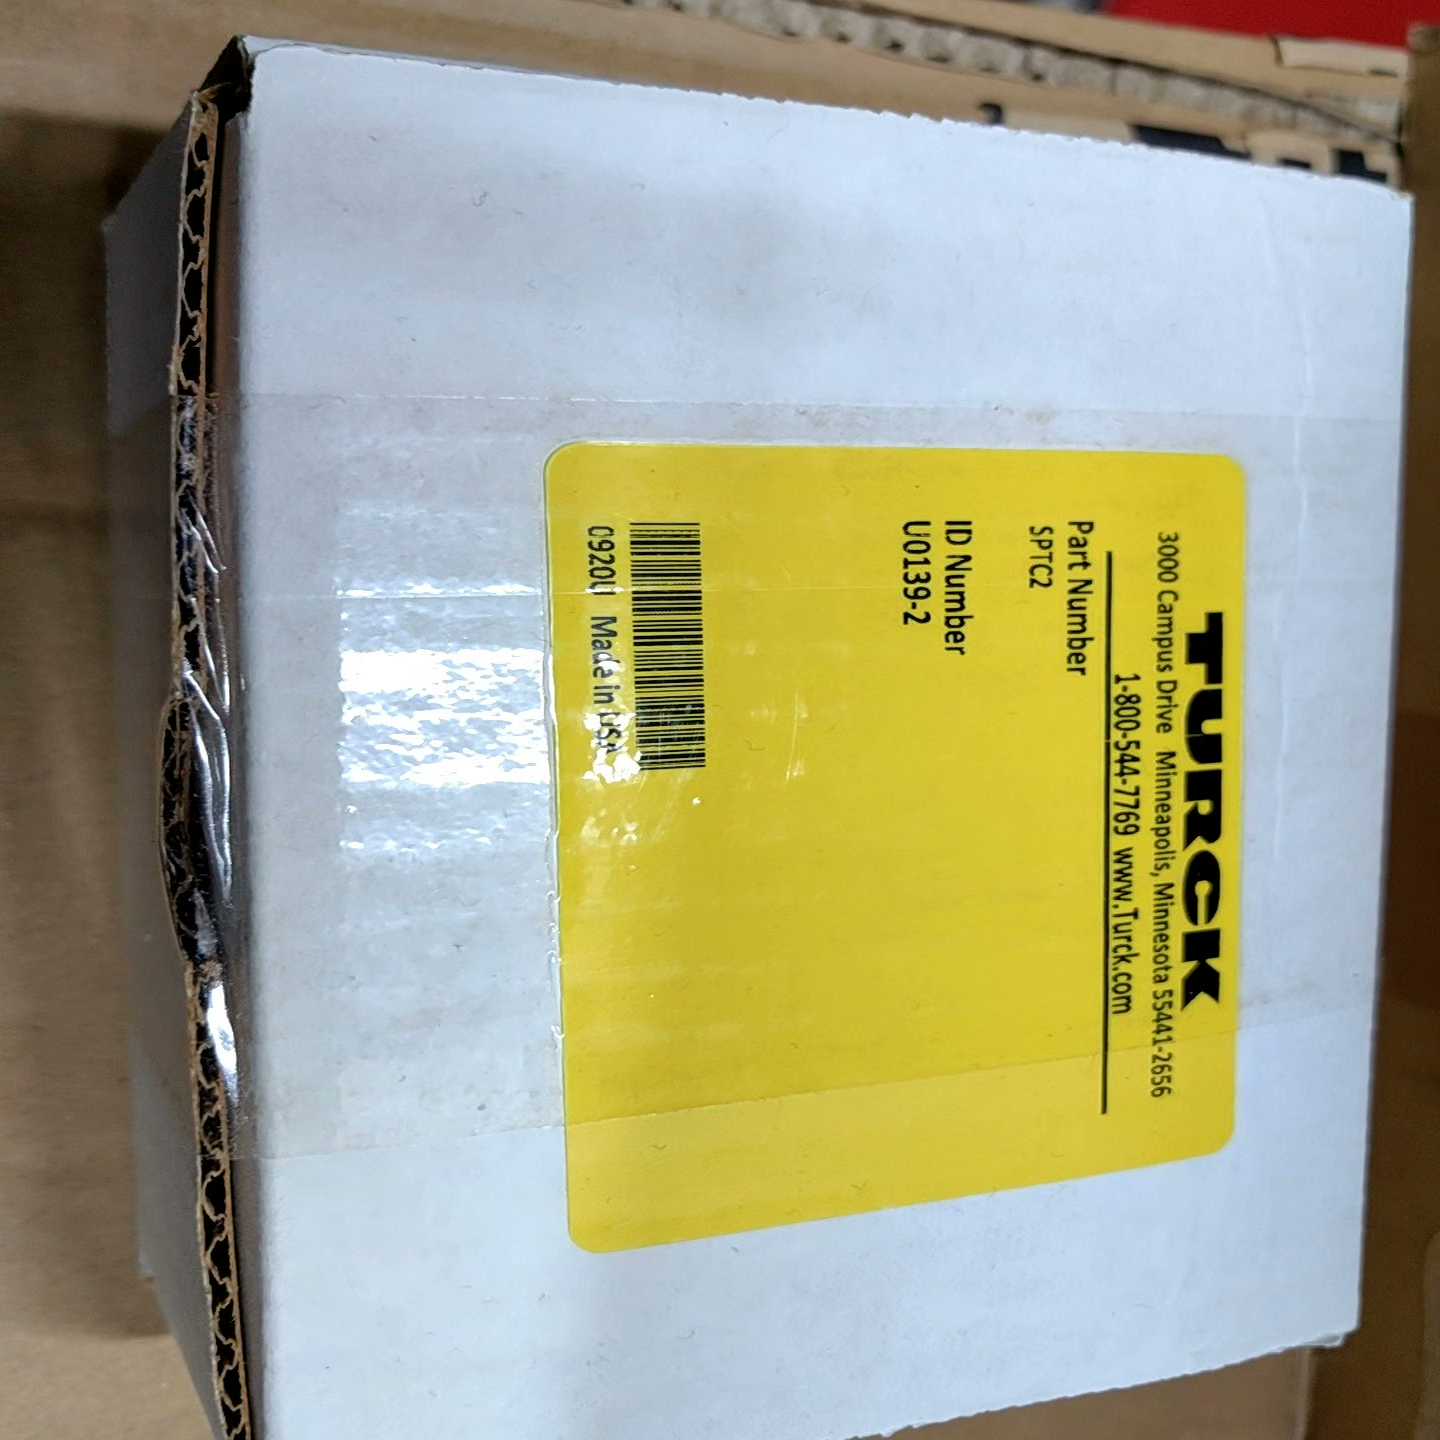 TURCK
3000 Campus Drive Minneapolis, Minnesota 55441-2656
1-800-544-7769 www.Turck.com
Part Number
SPTC2
ID Number
U0139-2
0920U Made in USA